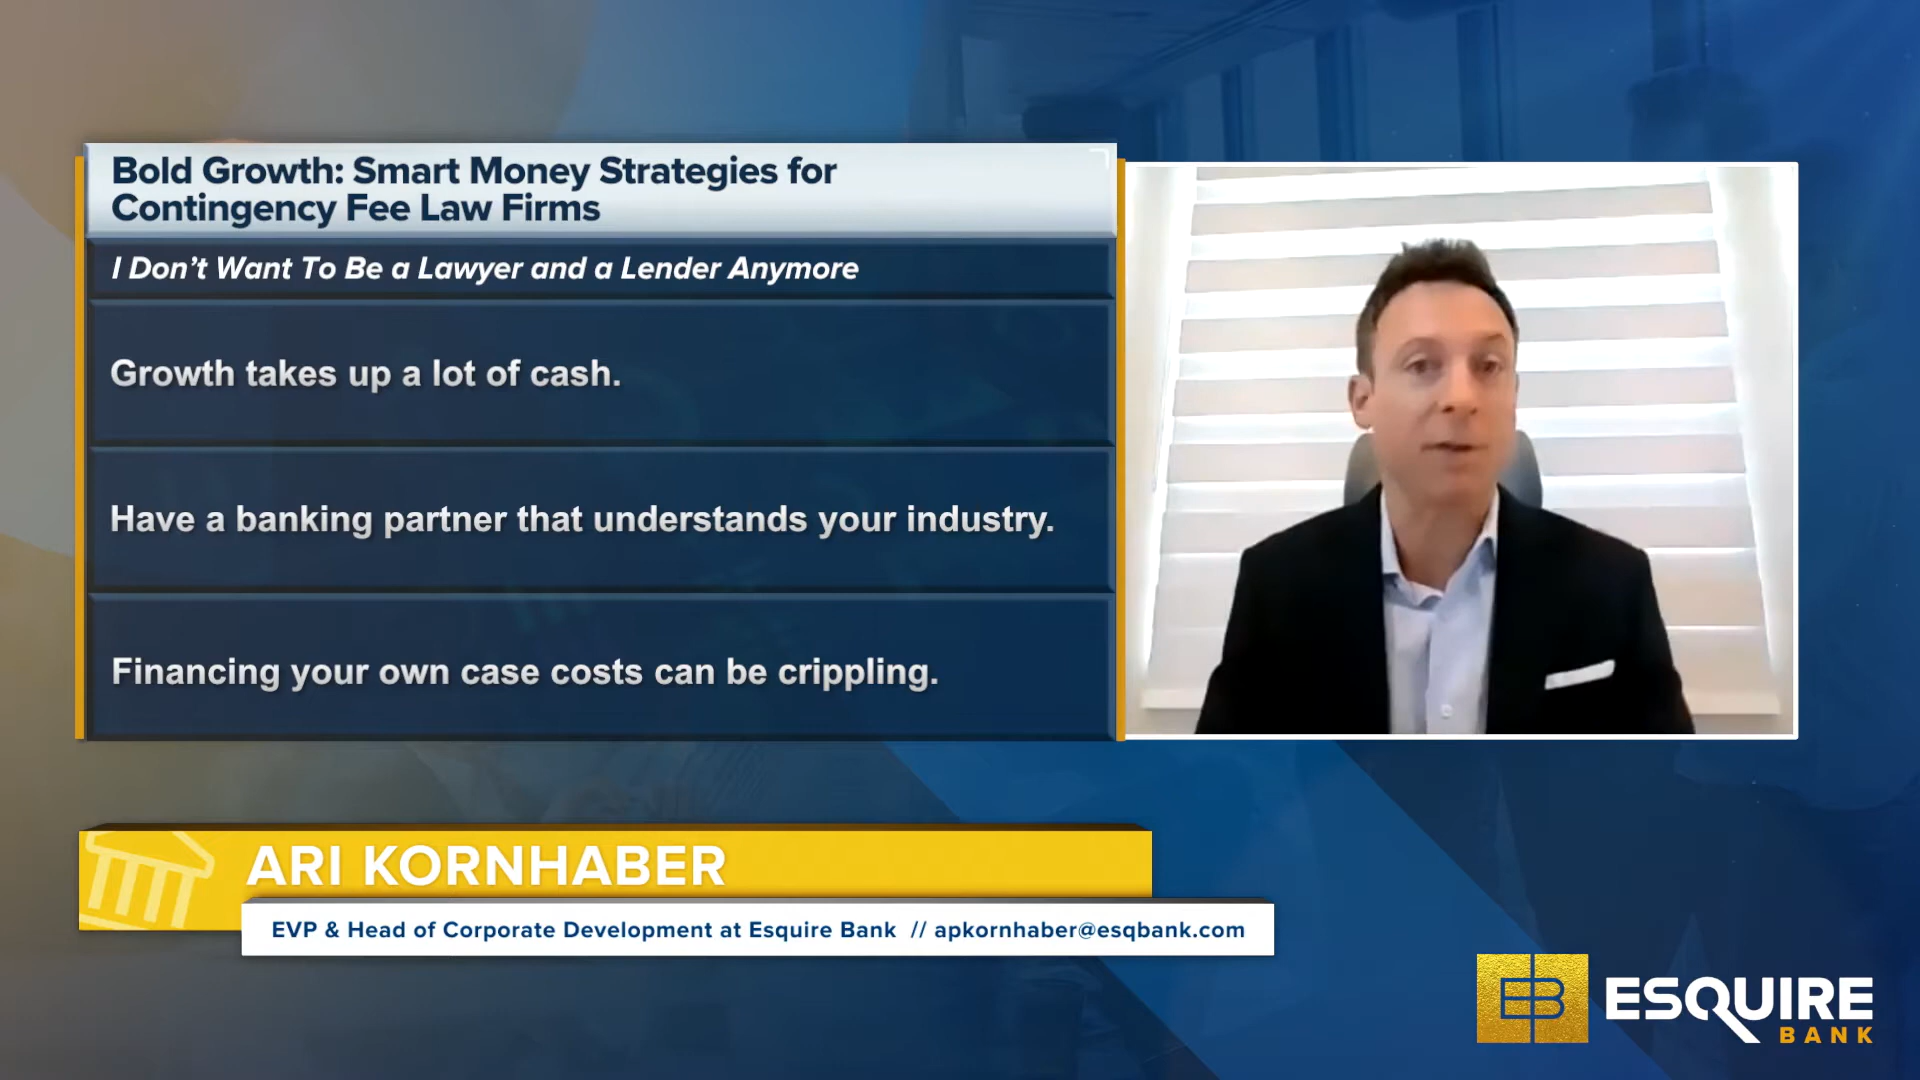 Bold Growth: Smart Money Strategies for
Contingency Fee Law Firms
I Don't Want To Be a Lawyer and a Lender Anymore
Growth takes up a lot of cash.
Have a banking partner that understands your industry.
Financing your own case costs can be crippling.
ARI KORNHABER
EVP & Head of Corporate Development at Esquire Bank // apkornhaber@esqbank.com
EB ESQUIRE
BANK